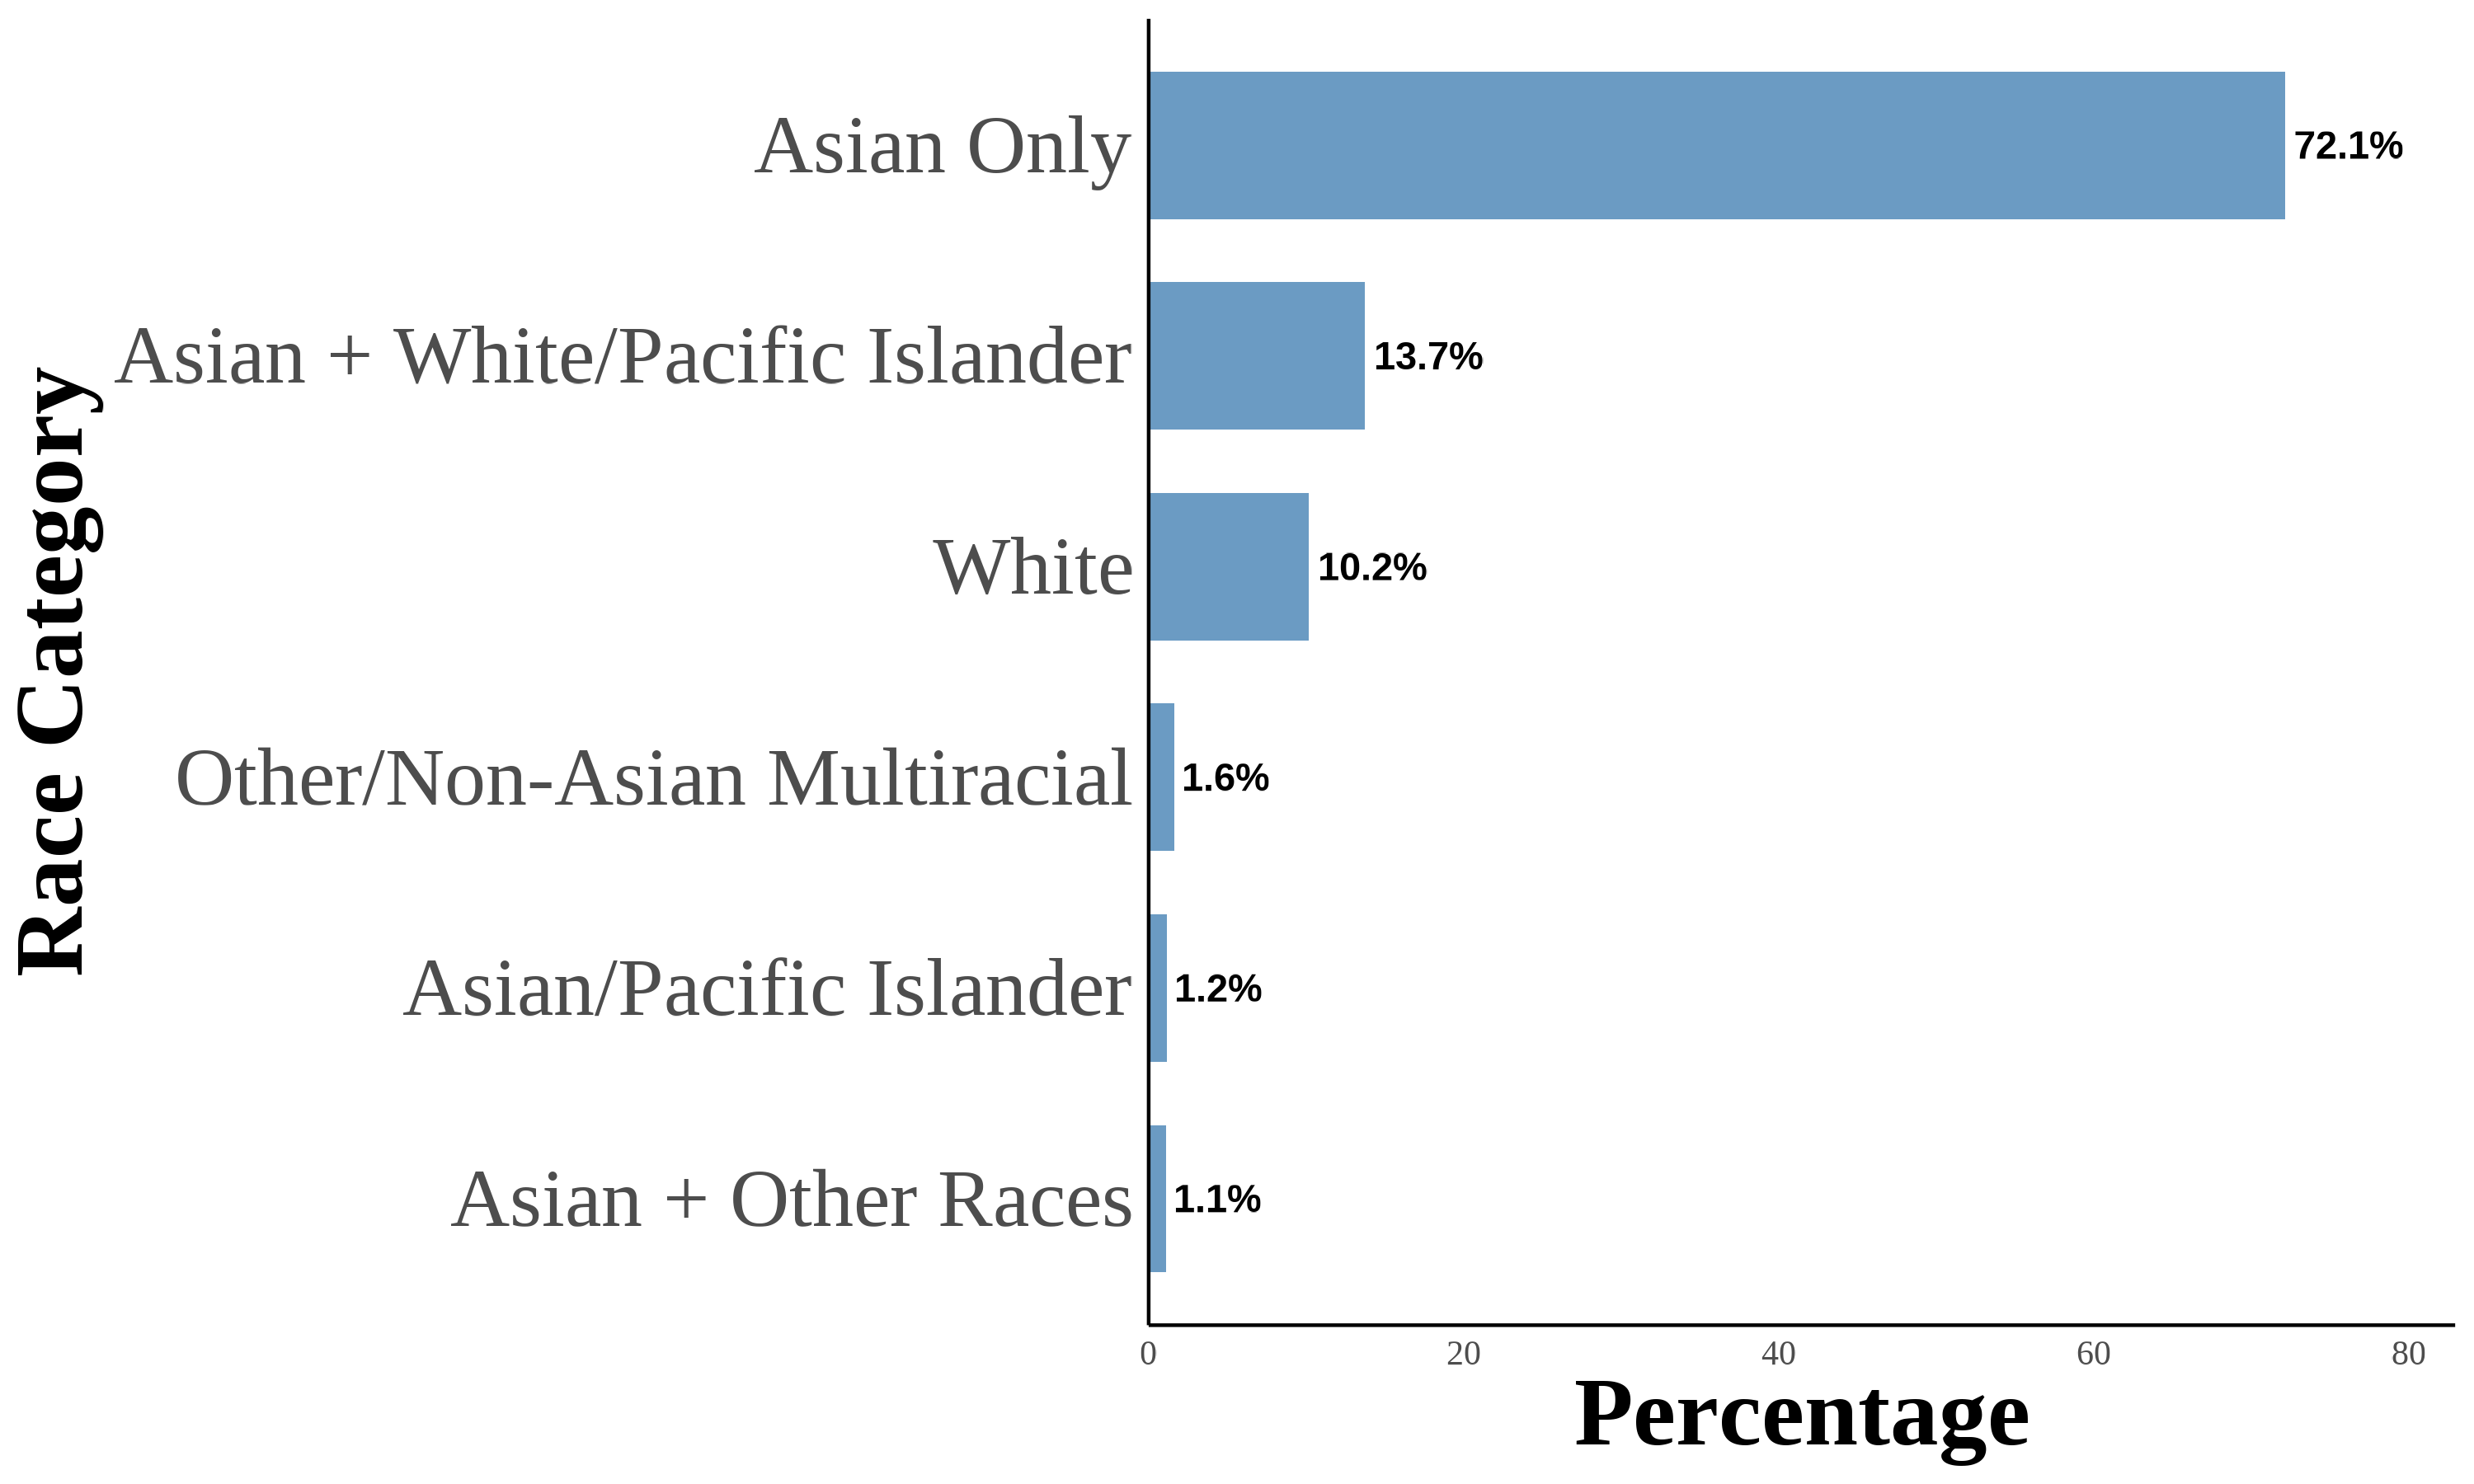 Asian Only
72.1%
Asian + White/Pacific Islander
13.7%
White
10.2%
Other/Non-Asian Multiracial
1.6%
Asian/Pacific Islander
1.2%
Asian + Other Races
1.1%
Race Category
0 20 40 60 80
Percentage